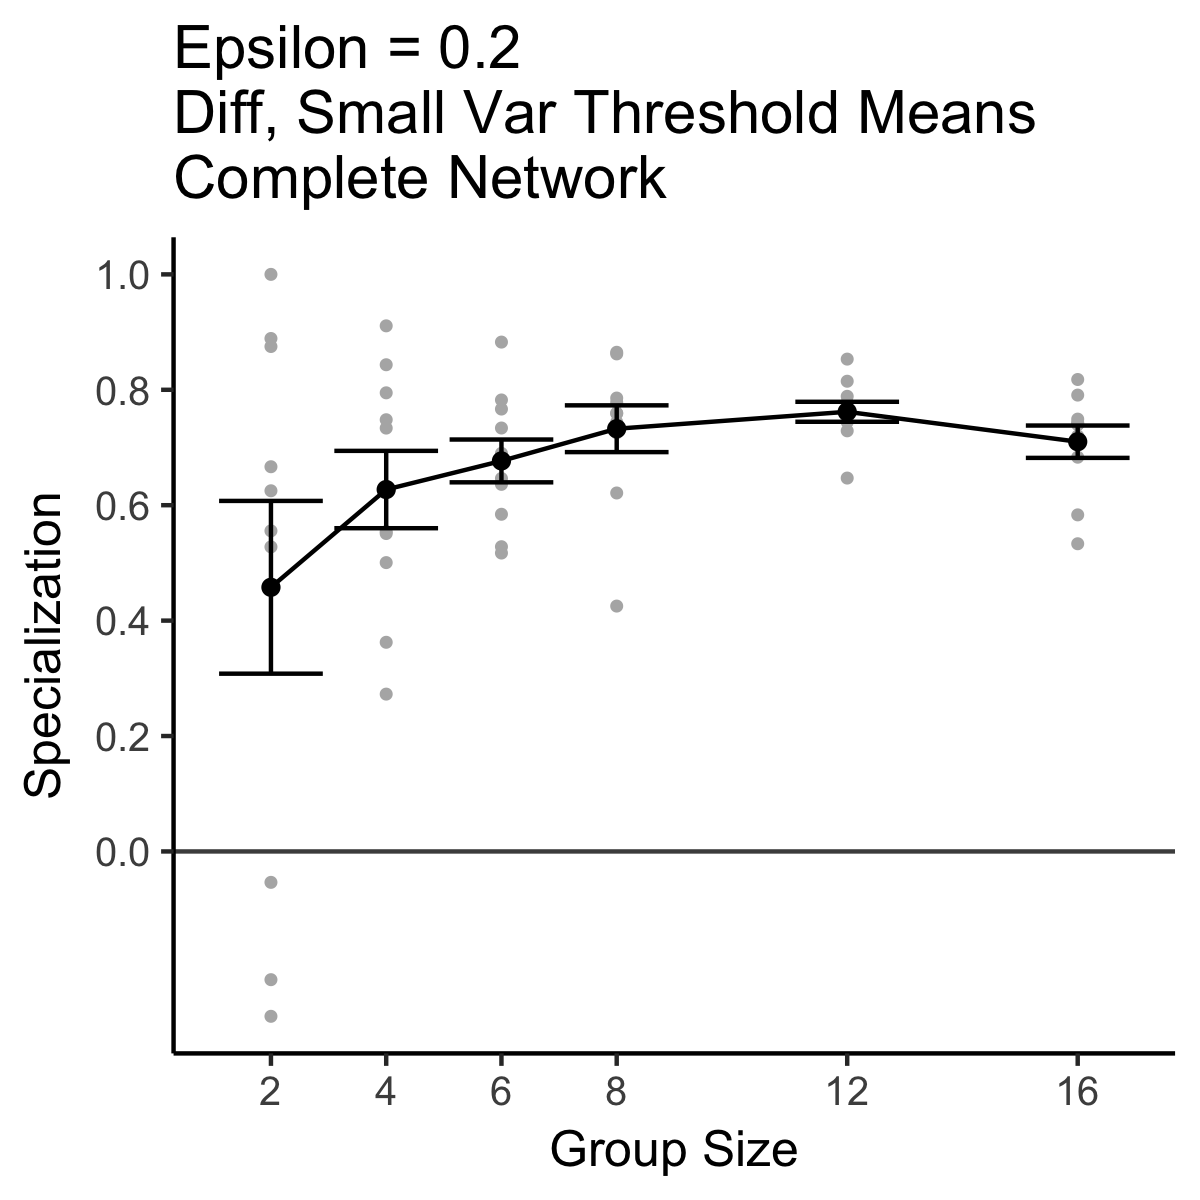 Epsilon = 0.2
Diff, Small Var Threshold Means
Complete Network
1.0
0.8
0.6
0.4
0.2
0.0
Specialization
2 4 6 8 12 16
Group Size